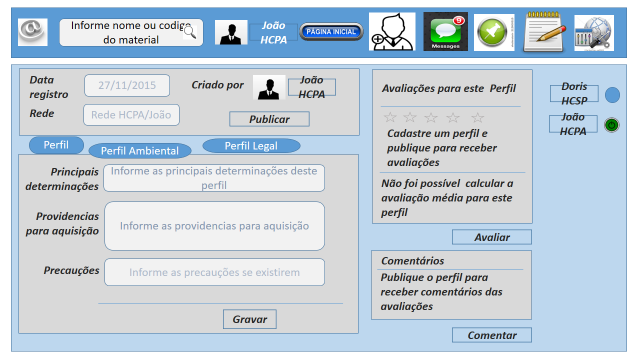 Informe nome ou codigo
do material
João
HCPA
PÁGINA INICIAL
Messages
9
Data
registro
27/11/2015
Criado por
João
HCPA
Rede
Rede HCPA/João
Publicar
Perfil
Perfil Ambiental
Perfil Legal
Principais
determinações
Informe as principais determinações deste
perfil
Providencias
para aquisição
Informe as providencias para aquisição
Precauções
Informe as precauções se existirem
Gravar
Avaliações para este Perfil
Cadastre um perfil e
publique para receber
avaliações
Não foi possível calcular a
avaliação média para este
perfil
Avaliar
Comentários
Publique o perfil para
receber comentários das
avaliações
Comentar
Doris
HCSP
João
HCPA